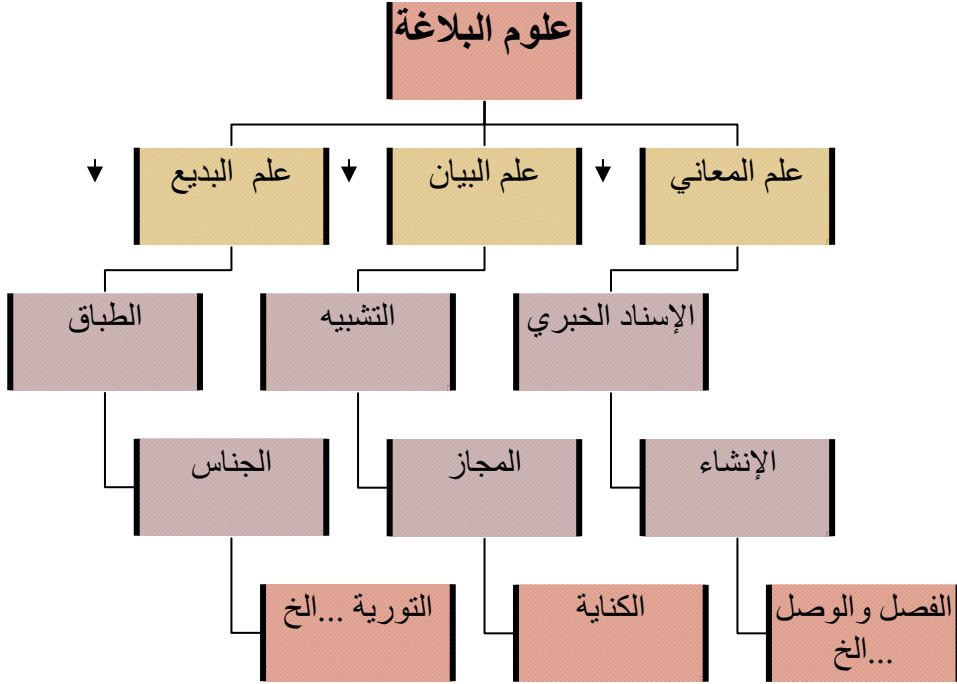 علوم البلاغة
علم المعاني
علم البيان
علم البديع
الإسناد الخبري
التشبيه
الطباق
الإنشاء
المجاز
الجناس
الفصل والوصل
...الخ
الكناية
التورية ...الخ